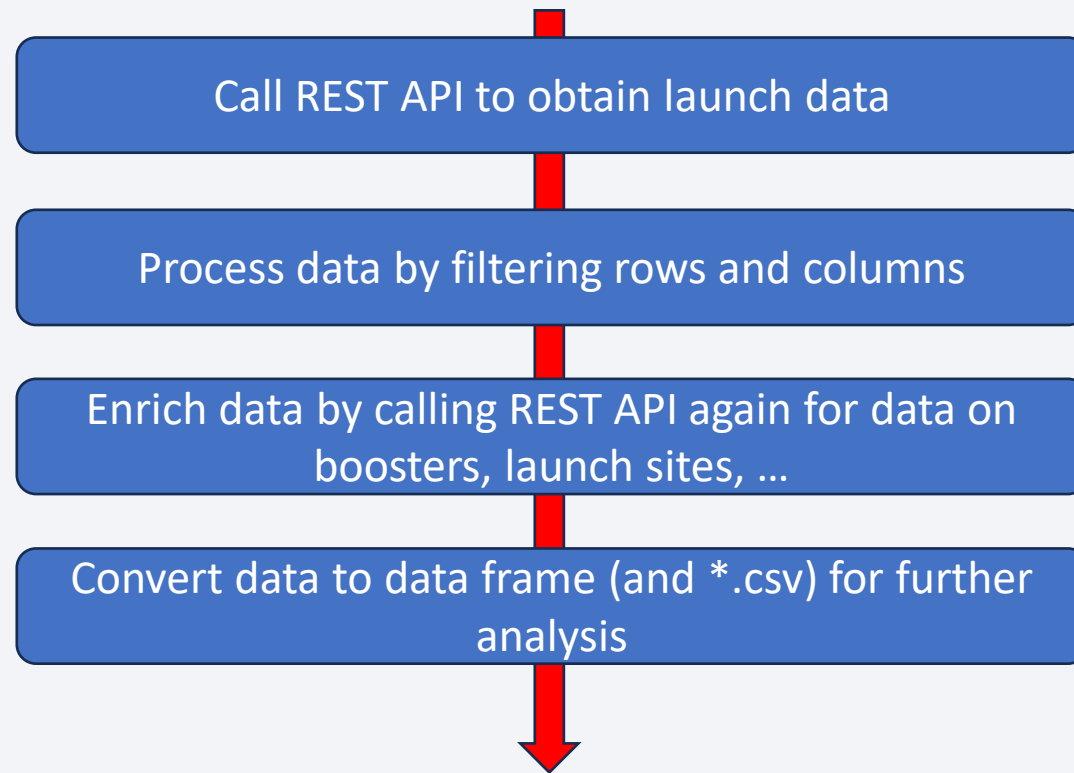 Call REST API to obtain launch data
Process data by filtering rows and columns
Enrich data by calling REST API again for data on
boosters, launch sites, …
Convert data to data frame (and *.csv) for further
analysis